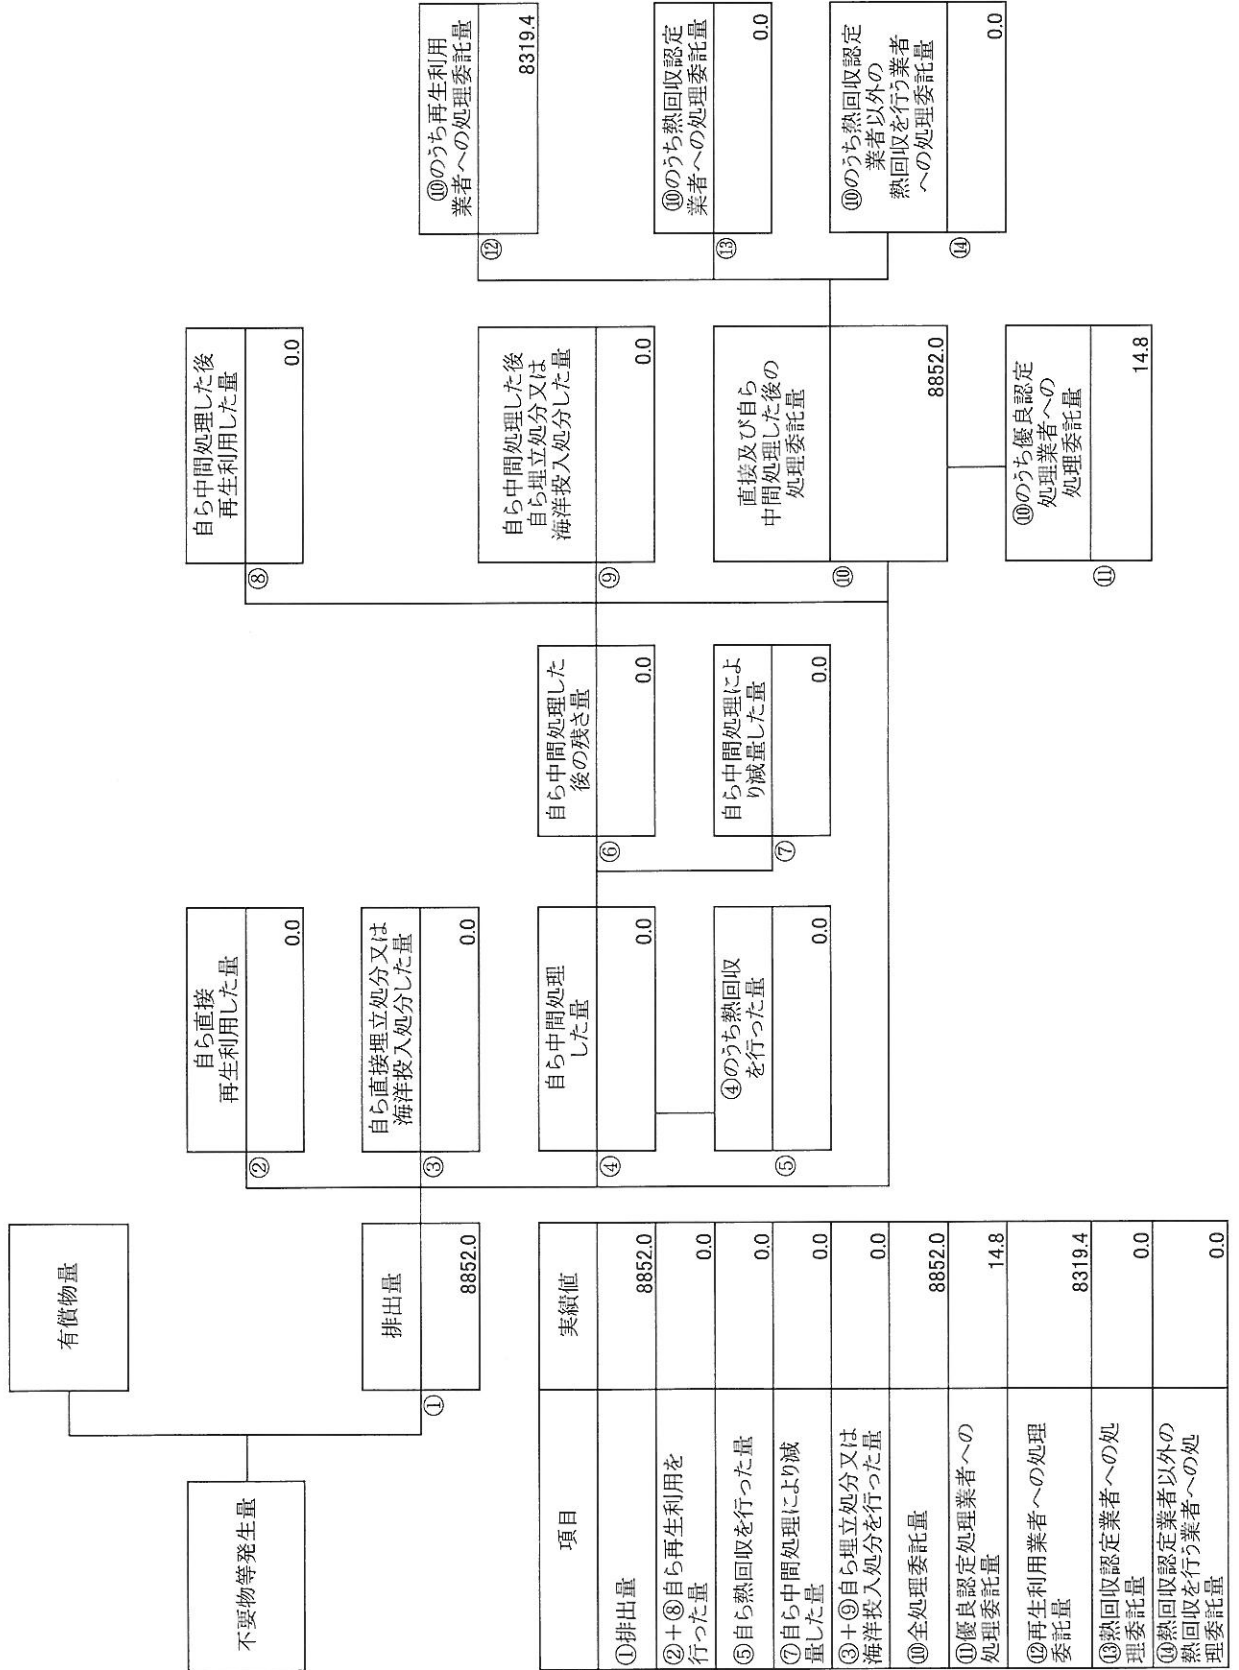 不要物等発生量
有償物量
①
排出量
8852.0
②
自ら直接
再生利用した量
0.0
③
自ら直接埋立処分又は
海洋投入処分した量
0.0
④
自ら中間処理
した量
0.0
⑤
④のうち熱回収
を行った量
0.0
⑥
自ら中間処理した
後の残さ量
0.0
⑦
自ら中間処理によ
り減量した量
0.0
⑧
自ら中間処理した後
再生利用した量
0.0
⑨
自ら中間処理した後
自ら埋立処分又は
海洋投入処分した量
0.0
⑩
直接及び自ら
中間処理した後の
処理委託量
8852.0
⑪
⑩のうち優良認定
処理業者への
処理委託量
14.8
⑫
⑩のうち再生利用
業者への処理委託量
8319.4
⑬
⑩のうち熱回収認定
業者への処理委託量
0.0
⑭
⑩のうち熱回収認定
業者以外の
熱回収を行う業者
への処理委託量
0.0
項目
実績値
①排出量
8852.0
②+⑧自ら再生利用を
行った量
0.0
⑤自ら熱回収を行った量
0.0
⑦自ら中間処理により減
量した量
0.0
③+⑨自ら埋立処分又は
海洋投入処分を行った量
0.0
⑩全処理委託量
8852.0
⑪優良認定処理業者への
処理委託量
14.8
⑫再生利用業者への処理
委託量
8319.4
⑬熱回収認定業者への処
理委託量
0.0
⑭熱回収認定業者以外の
熱回収を行う業者への処
理委託量
0.0